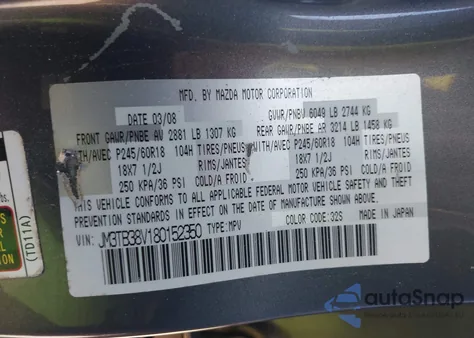 MFD. BY MAZDA MOTOR CORPORATION
DATE 03/08 GVWR/PNBV 6049 LB 2744 KG
FRONT GAWR/PNBE AV 2881 LB 1307 KG REAR GAWR/PNBE AR 3214 LB 1458 KG
WITH/AVEC P245/60R18 104H TIRES/PNEUS WITH/AVEC P245/60R18 104H TIRES/PNEUS
18X7 1/2J RIMS/JANTES 18X7 1/2J RIMS/JANTES
250 KPA/36 PSI COLD/A FROID 250 KPA/36 PSI COLD/A FROID
THIS VEHICLE CONFORMS TO ALL APPLICABLE FEDERAL MOTOR VEHICLE SAFETY, BUMPER, AND THEFT
PREVENTION STANDARDS IN EFFECT ON THE DATE OF MANUFACTURE SHOWN ABOVE.
VIN: JM3TB38V180152350 TYPE:MPV COLOR CODE:32S MADE IN JAPAN
(TD11A)
lbs.
autoSnap